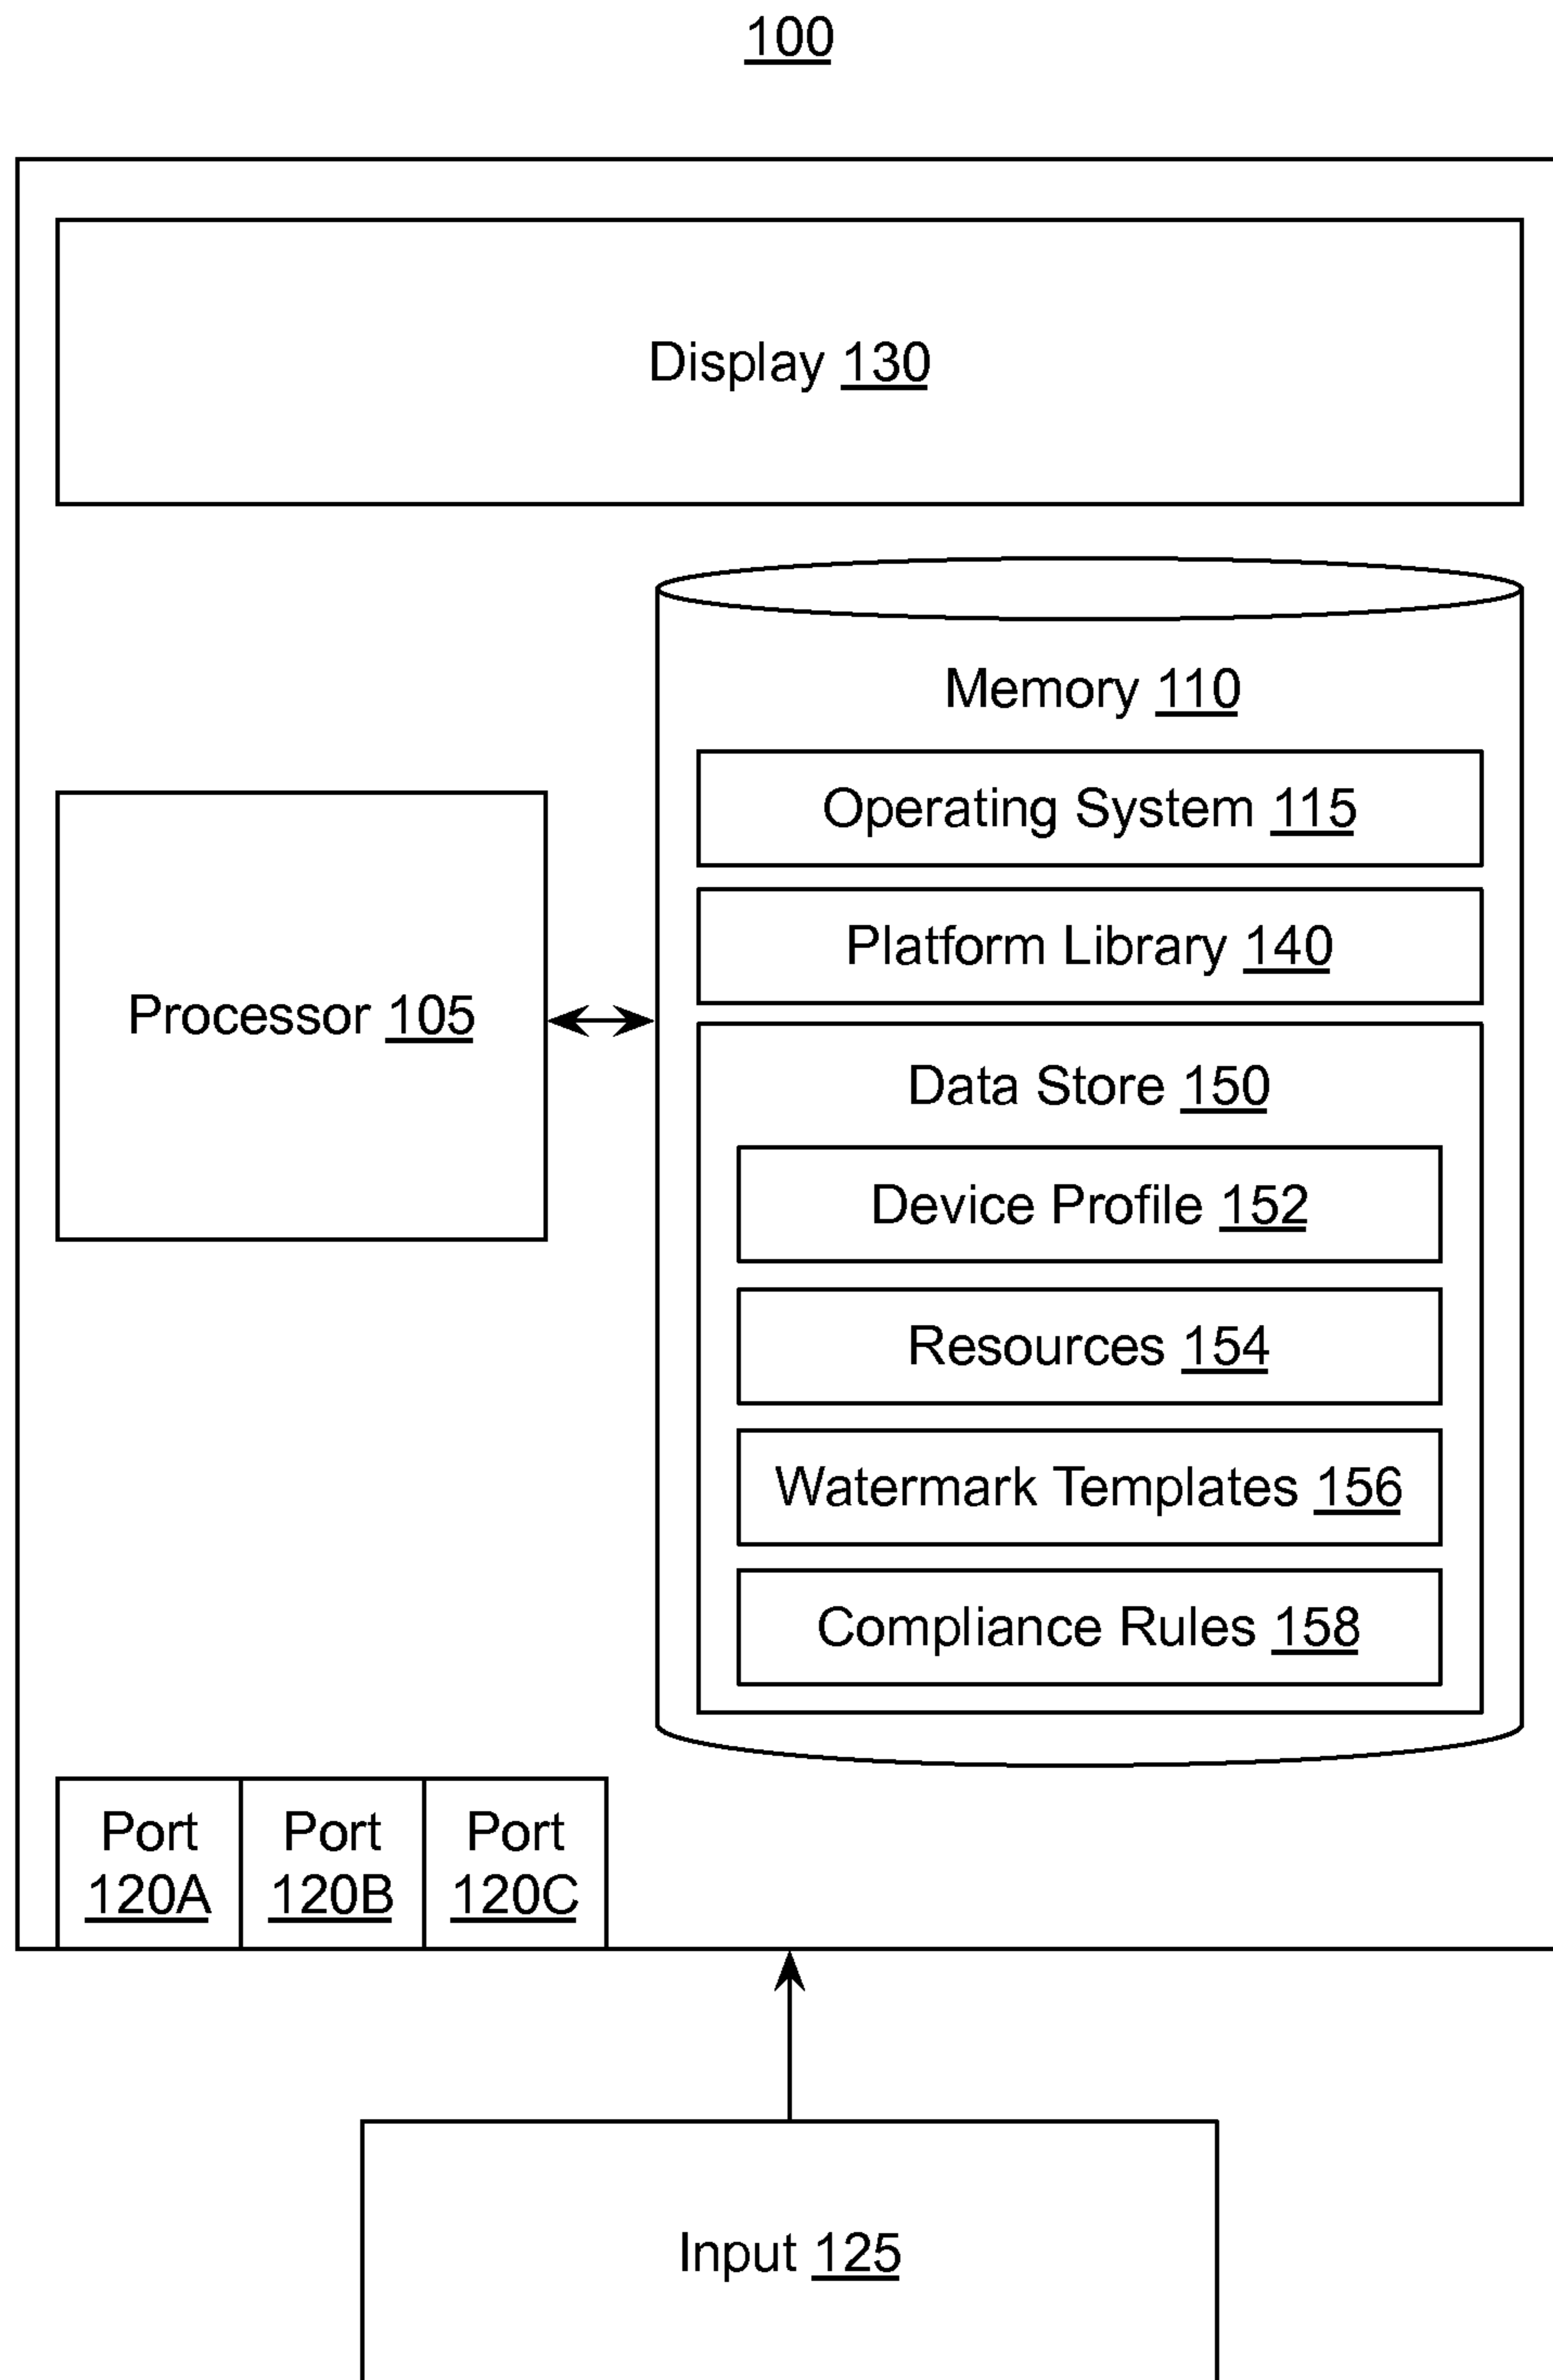 100
Display 130
Memory 110
Operating System 115
Platform Library 140
Processor 105
Data Store 150
Device Profile 152
Resources 154
Watermark Templates 156
Compliance Rules 158
Port 120A
Port 120B
Port 120C
Input 125